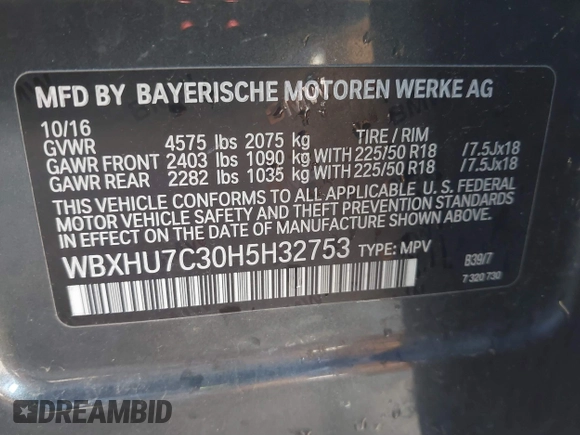 MFD BY BAYERISCHE MOTOREN WERKE AG
10/16
GVWR 4575 lbs 2075 kg TIRE / RIM
GAWR FRONT 2403 lbs 1090 kg WITH 225/50 R18 /7.5Jx18
GAWR REAR 2282 lbs 1035 kg WITH 225/50 R18 /7.5Jx18
THIS VEHICLE CONFORMS TO ALL APPLICABLE U.S. FEDERAL
MOTOR VEHICLE SAFETY AND THEFT PREVENTION STANDARDS
IN EFFECT ON THE DATE OF MANUFACTURE SHOWN ABOVE.
WBXHU7C30H5H32753 TYPE: MPV B39/7
7 320 730
DREAMBID